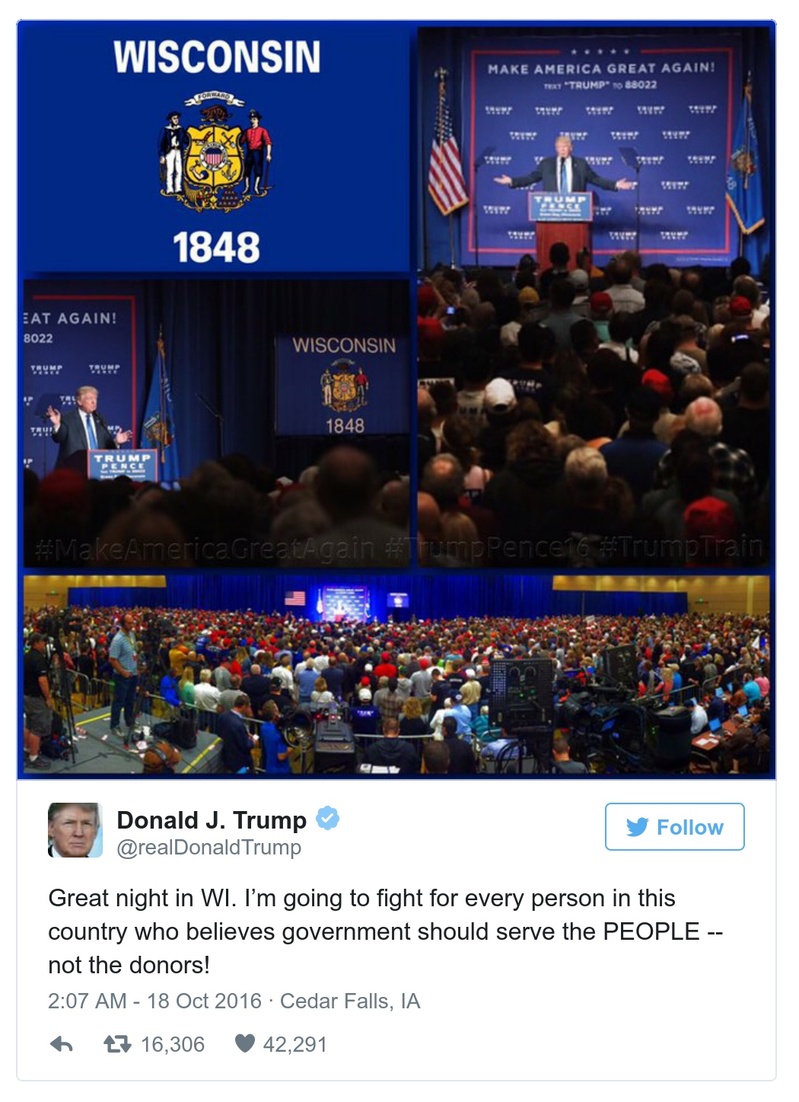 WISCONSIN
FORWARD
1848
MAKE AMERICA GREAT AGAIN!
TEXT "TRUMP" TO 88022
TRUMP
PENCE
EAT AGAIN!
8022
TRUMP
PENCE
TRUMP
PENCE
TRUMP
PENCE
WISCONSIN
1848
#MakeAmericaGreatAgain #TrumpPence16 #TrumpTrain
Donald J. Trump
@realDonaldTrump
Follow
Great night in WI. I’m going to fight for every person in this
country who believes government should serve the PEOPLE --
not the donors!
2:07 AM - 18 Oct 2016 · Cedar Falls, IA
16,306 42,291